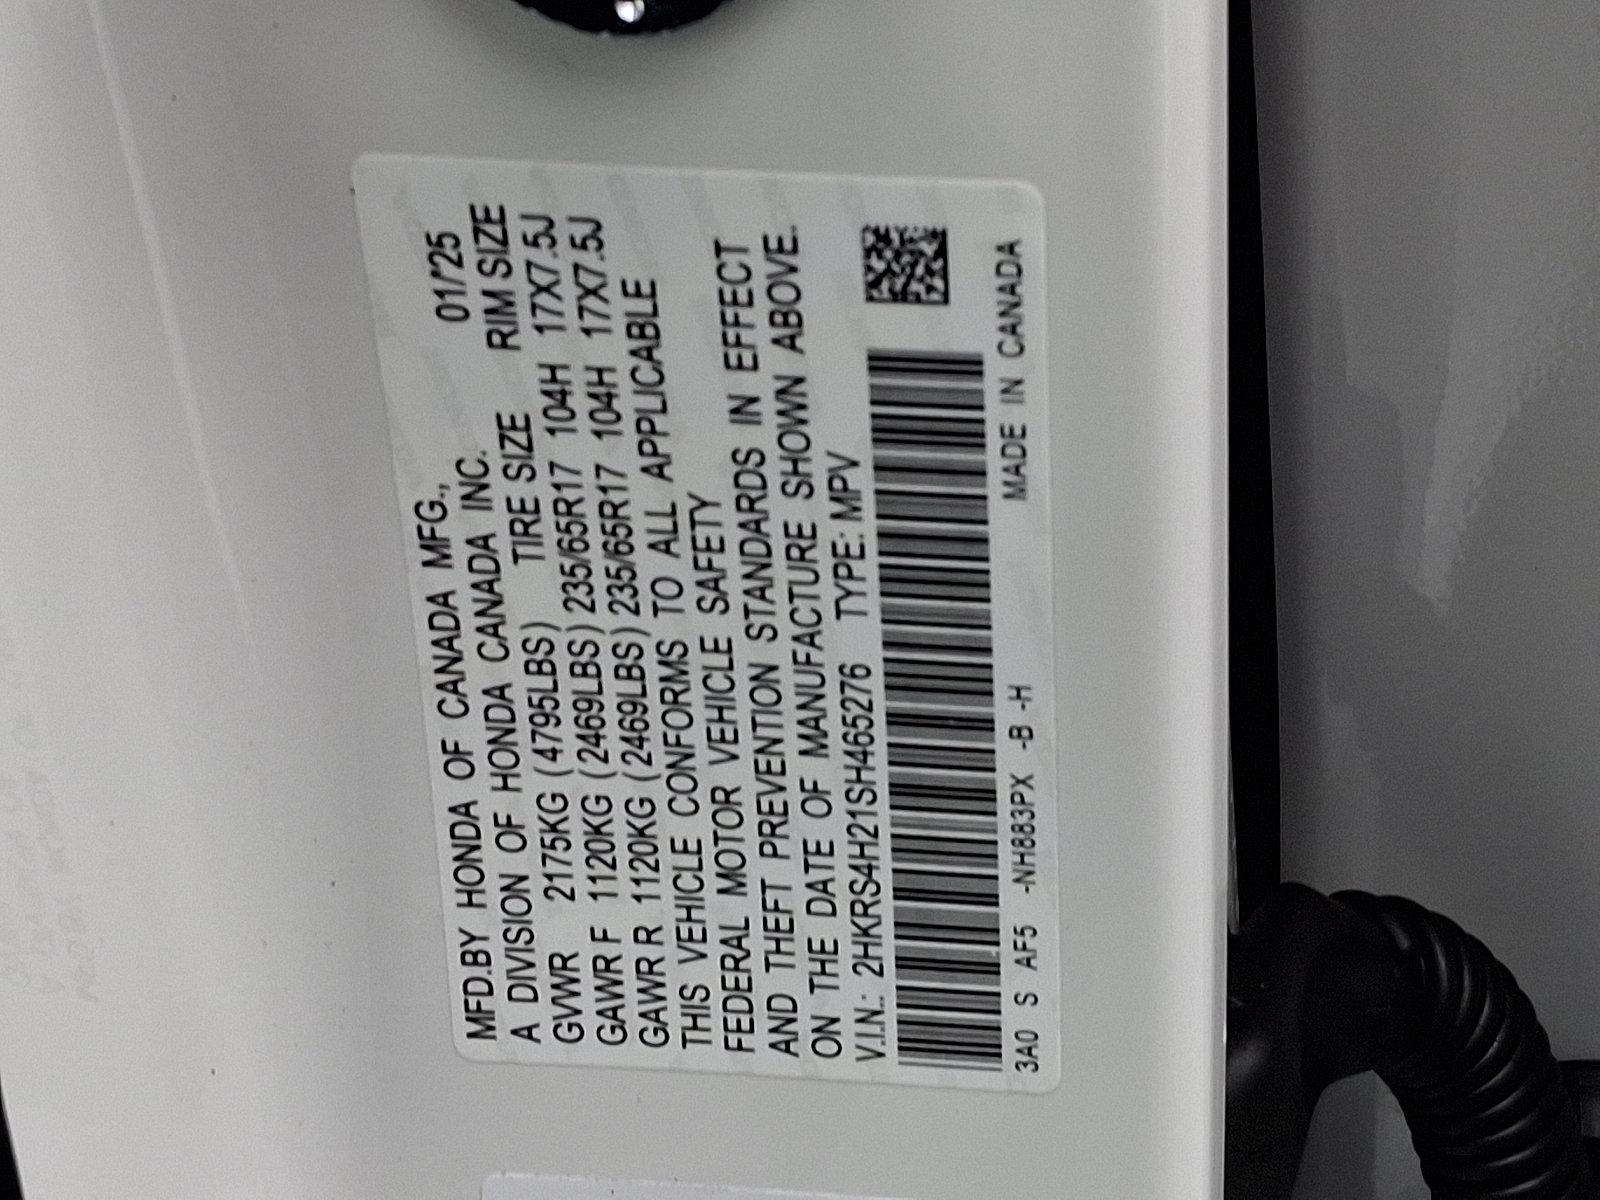 MFD.BY HONDA OF CANADA MFG., 01/'25
A DIVISION OF HONDA CANADA INC.
TIRE SIZE RIM SIZE
GVWR 2175KG (4795LBS)
GAWR F 1120KG (2469LBS) 235/65R17 104H 17X7.5J
GAWR R 1120KG (2469LBS) 235/65R17 104H 17X7.5J
THIS VEHICLE CONFORMS TO ALL APPLICABLE
FEDERAL MOTOR VEHICLE SAFETY
AND THEFT PREVENTION STANDARDS IN EFFECT
ON THE DATE OF MANUFACTURE SHOWN ABOVE.
V.I.N.: 2HKRS4H21SH465276 TYPE: MPV
3A0 S AF5 -NH883PX -B -H MADE IN CANADA